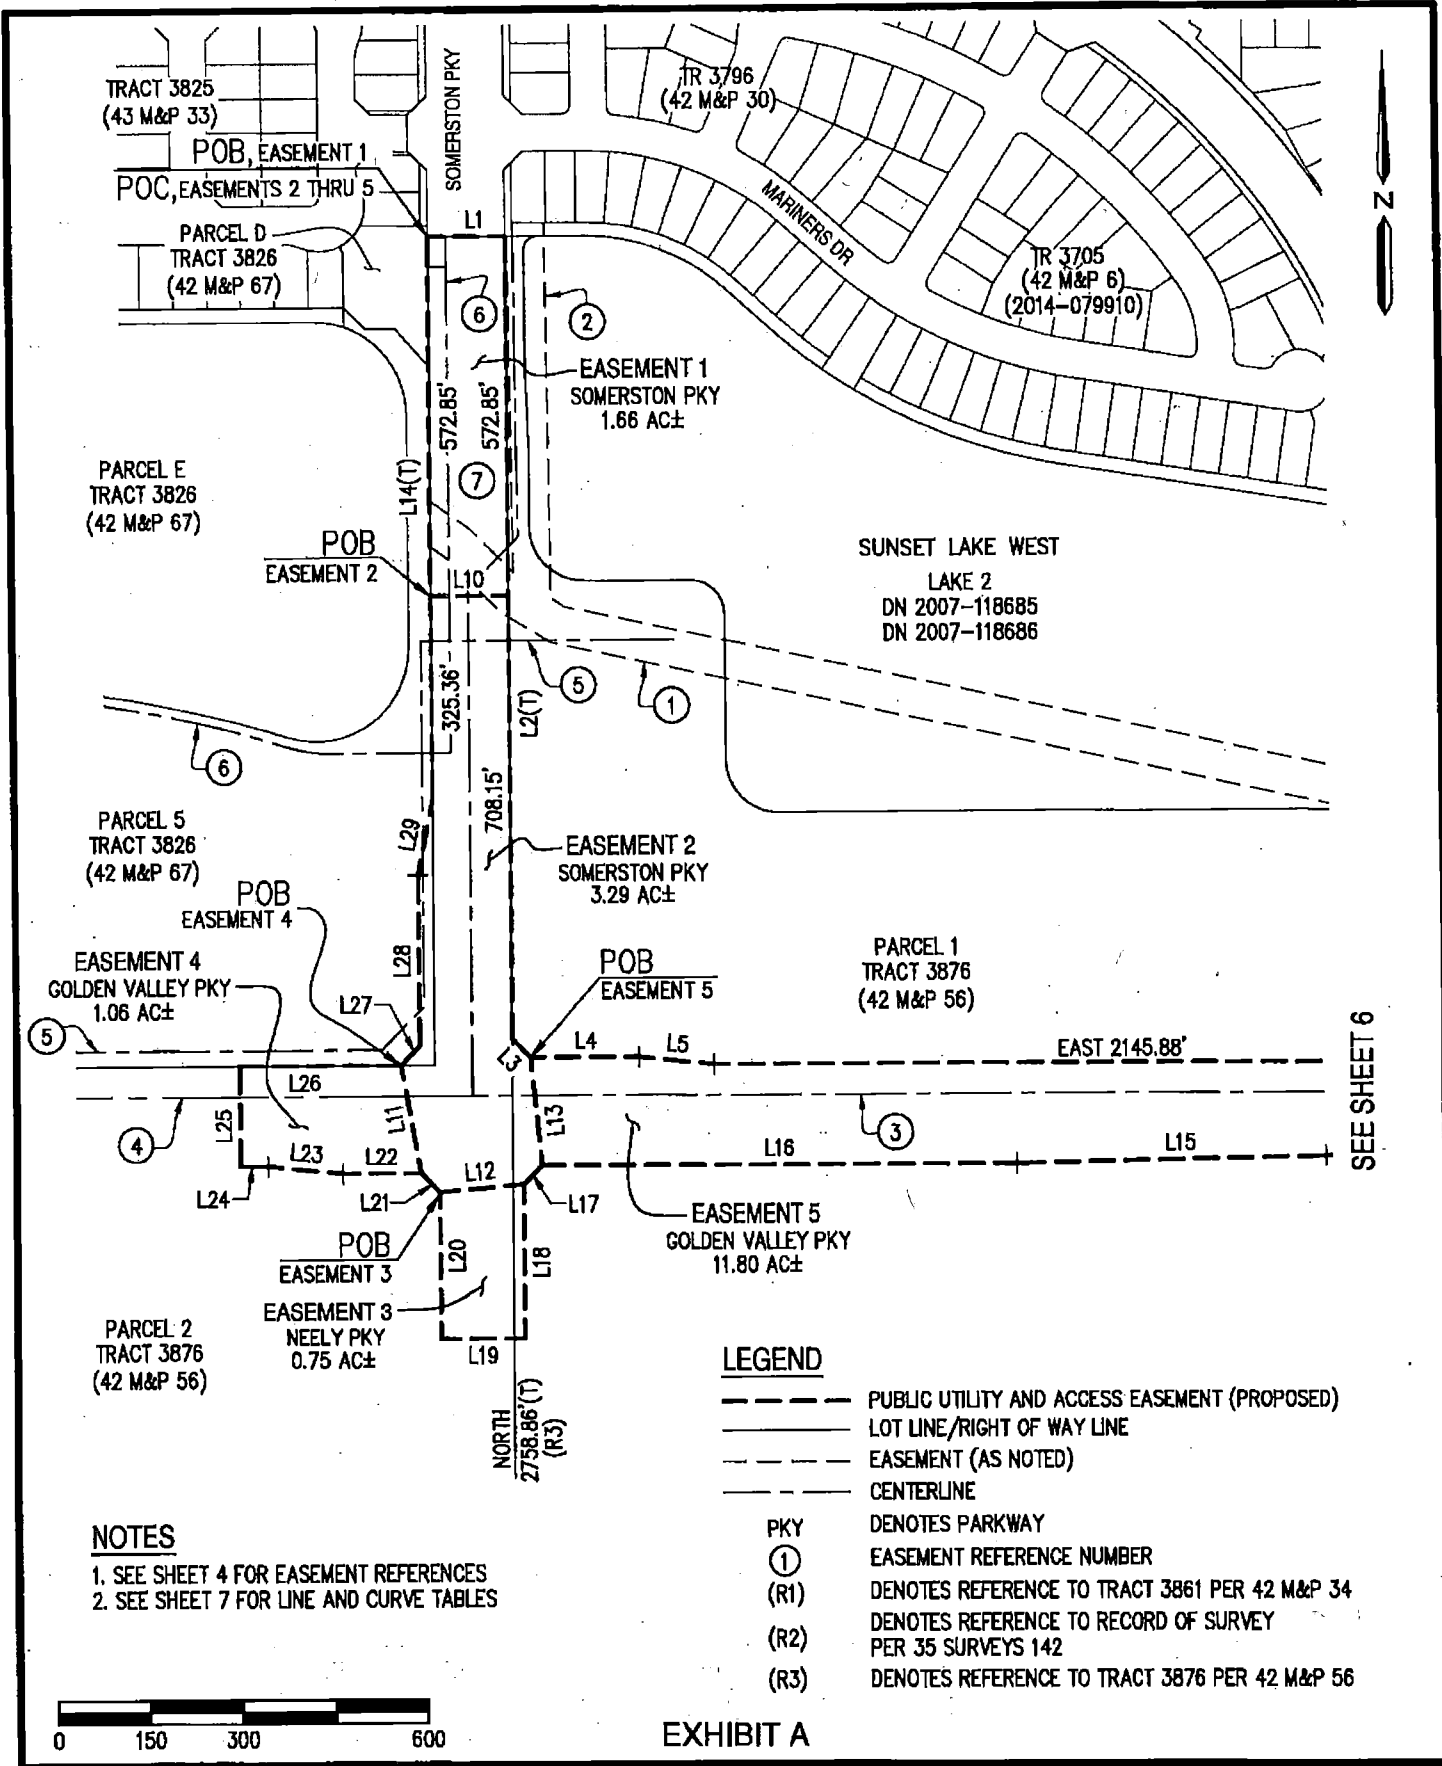 TRACT 3825
(43 M&P 33)
POB, EASEMENT 1
POC, EASEMENTS 2 THRU 5
SOMERSTON PKY
TR 3796
(42 M&P 30)
MARINERS DR
TR 3705
(42 M&P 6)
(2014-079910)
N
L1
PARCEL D
TRACT 3826
(42 M&P 67)
6
2
EASEMENT 1
SOMERSTON PKY
1.66 AC±
572.85'
572.85'
7
L14(T)
PARCEL E
TRACT 3826
(42 M&P 67)
POB
EASEMENT 2
L10
SUNSET LAKE WEST
LAKE 2
DN 2007-118685
DN 2007-118686
5
1
325.36'
L2(T)
6
708.15'
PARCEL 5
TRACT 3826
(42 M&P 67)
L29
EASEMENT 2
SOMERSTON PKY
3.29 AC±
POB
EASEMENT 4
L28
EASEMENT 4
GOLDEN VALLEY PKY
1.06 AC±
L27
POB
EASEMENT 5
PARCEL 1
TRACT 3876
(42 M&P 56)
5
L3
L4
L5
EAST 2145.88'
SEE SHEET 6
L26
L25
L11
L13
4
3
L23
L22
L16
L15
L24
L21
L12
L17
POB
EASEMENT 3
L20
L18
EASEMENT 5
GOLDEN VALLEY PKY
11.80 AC±
EASEMENT 3
NEELY PKY
0.75 AC±
L19
PARCEL 2
TRACT 3876
(42 M&P 56)
NORTH
2758.86'(T)
(R3)
LEGEND
PUBLIC UTILITY AND ACCESS EASEMENT (PROPOSED)
LOT LINE/RIGHT OF WAY LINE
EASEMENT (AS NOTED)
CENTERLINE
PKY DENOTES PARKWAY
1 EASEMENT REFERENCE NUMBER
(R1) DENOTES REFERENCE TO TRACT 3861 PER 42 M&P 34
(R2) DENOTES REFERENCE TO RECORD OF SURVEY
PER 35 SURVEYS 142
(R3) DENOTES REFERENCE TO TRACT 3876 PER 42 M&P 56
NOTES
1. SEE SHEET 4 FOR EASEMENT REFERENCES
2. SEE SHEET 7 FOR LINE AND CURVE TABLES
0 150 300 600
EXHIBIT A